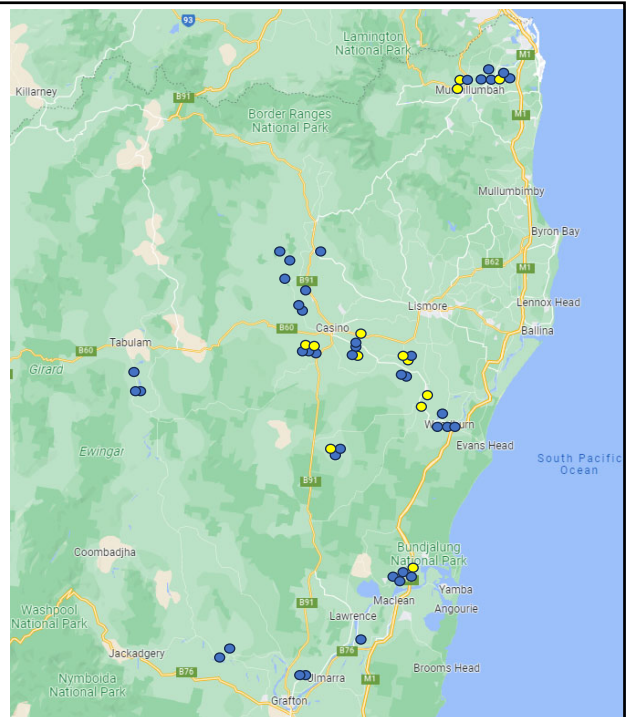 93
Lamington
National Park
M1
Killarney
B91
Border Ranges
National Park
M1
Mullumbimby
Byron Bay
B62
M1
B91
Lismore
Lennox Head
B60
Casino
Ballina
B60
Tabulam
Girard
Evans Head
Ewingar
South Pacific
Ocean
B91
Coombadjha
Bundjalung
National Park
Yamba
B91
Maclean
Angourie
Washpool
National Park
Lawrence
Jackadgery
B76
B76
Brooms Head
Nymboida
National Park
M1
Grafton